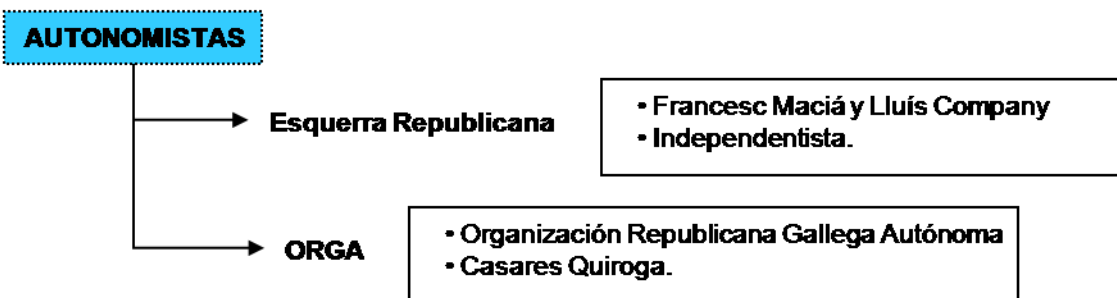 AUTONOMISTAS
Esquerra Republicana
• Francesc Maciá y Lluís Company
• Independentista.
ORGA
• Organización Republicana Gallega Autónoma
• Casares Quiroga.